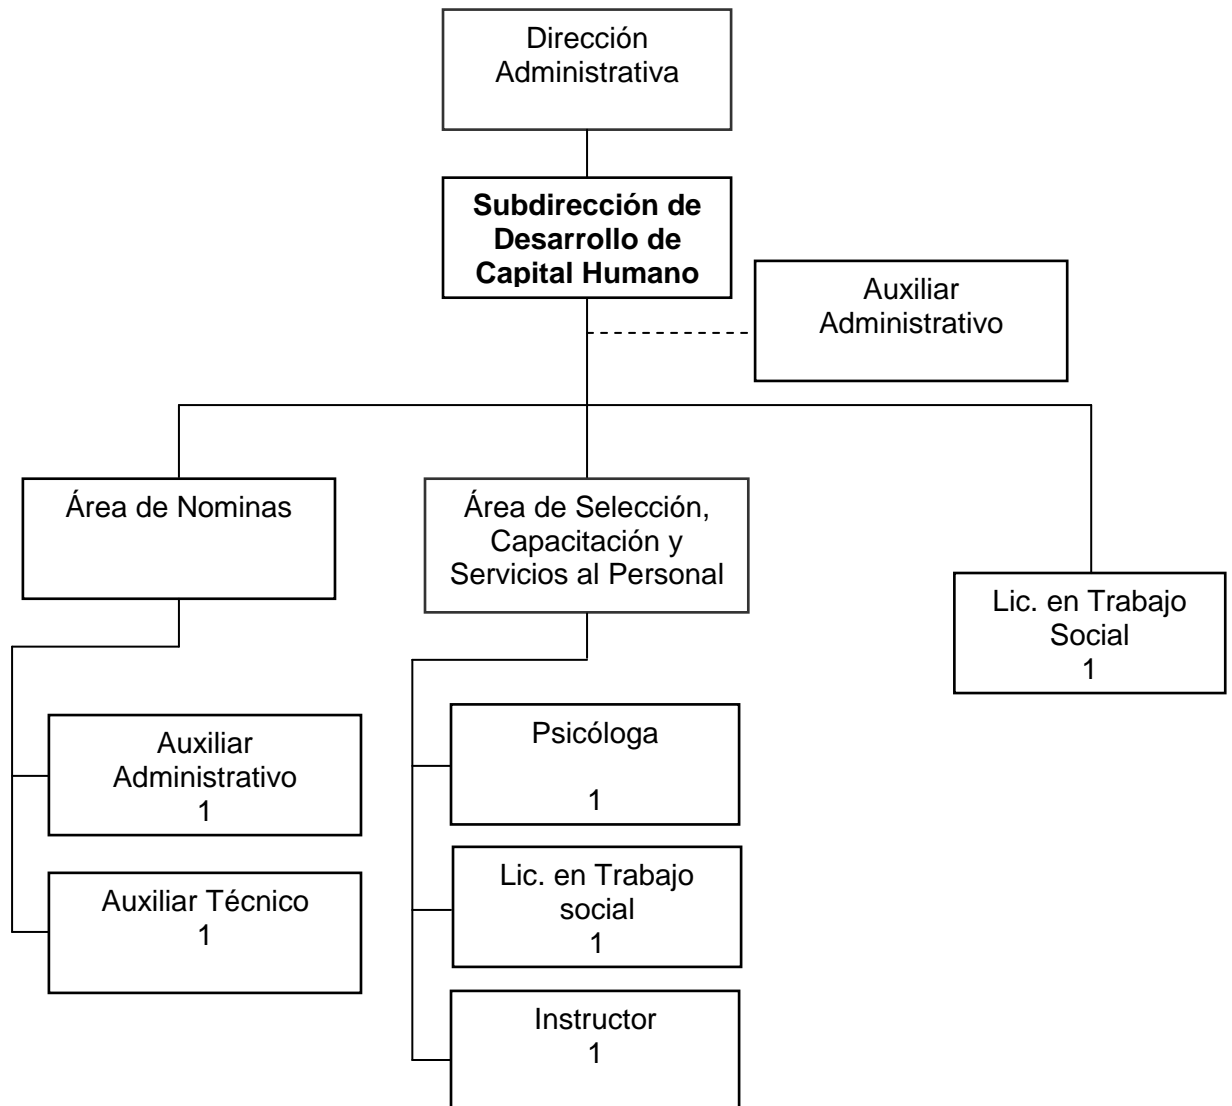 Dirección
Administrativa
Subdirección de
Desarrollo de
Capital Humano
Auxiliar
Administrativo
Área de Nominas
Área de Selección,
Capacitación y
Servicios al Personal
Lic. en Trabajo
Social
1
Auxiliar
Administrativo
1
Auxiliar Técnico
1
Psicóloga
1
Lic. en Trabajo
social
1
Instructor
1